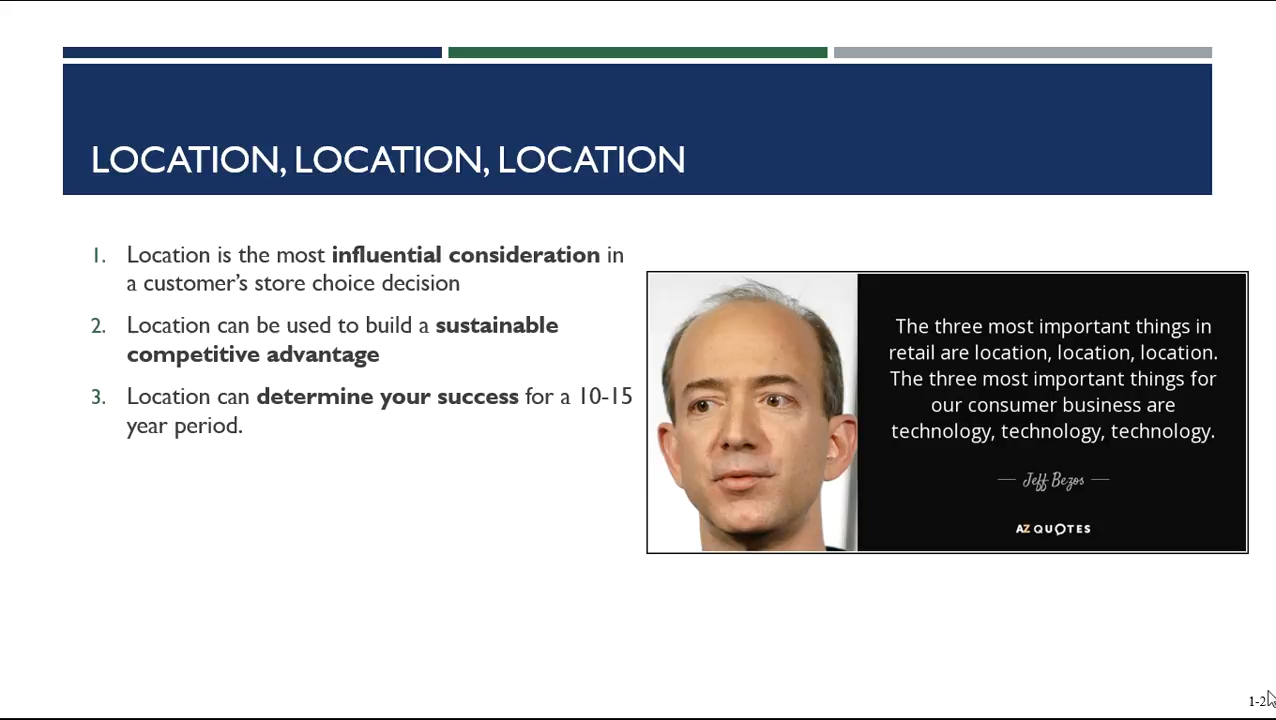 LOCATION, LOCATION, LOCATION
1. Location is the most influential consideration in
a customer's store choice decision
2. Location can be used to build a sustainable
competitive advantage
3. Location can determine your success for a 10-15
year period.
The three most important things in
retail are location, location, location.
The three most important things for
our consumer business are
technology, technology, technology.
— Jeff Bezos —
AZ QUOTES
1-2